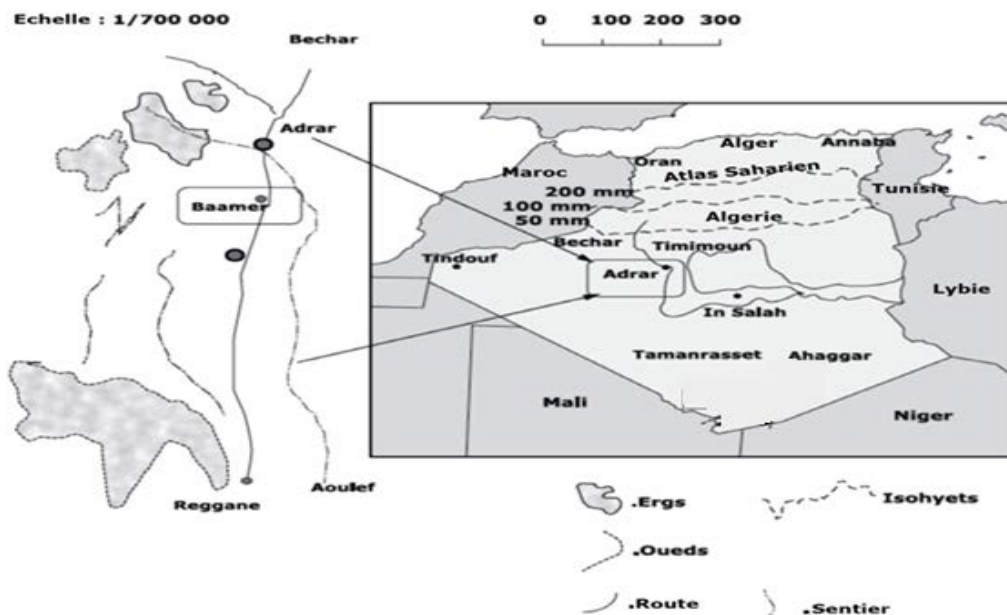 Echelle : 1/700 000
0 100 200 300
Bechar
Adrar
Baamer
Reggane
Aoulef
Alger
Annaba
Oran
Maroc
Atlas Saharien
Tunisie
200 mm
100 mm
50 mm
Algerie
Bechar
Timimoun
Tindouf
Adrar
Lybie
In Salah
Tamanrasset
Ahaggar
Mali
Niger
.Ergs
Isohyets
.Oueds
.Route
.Sentier